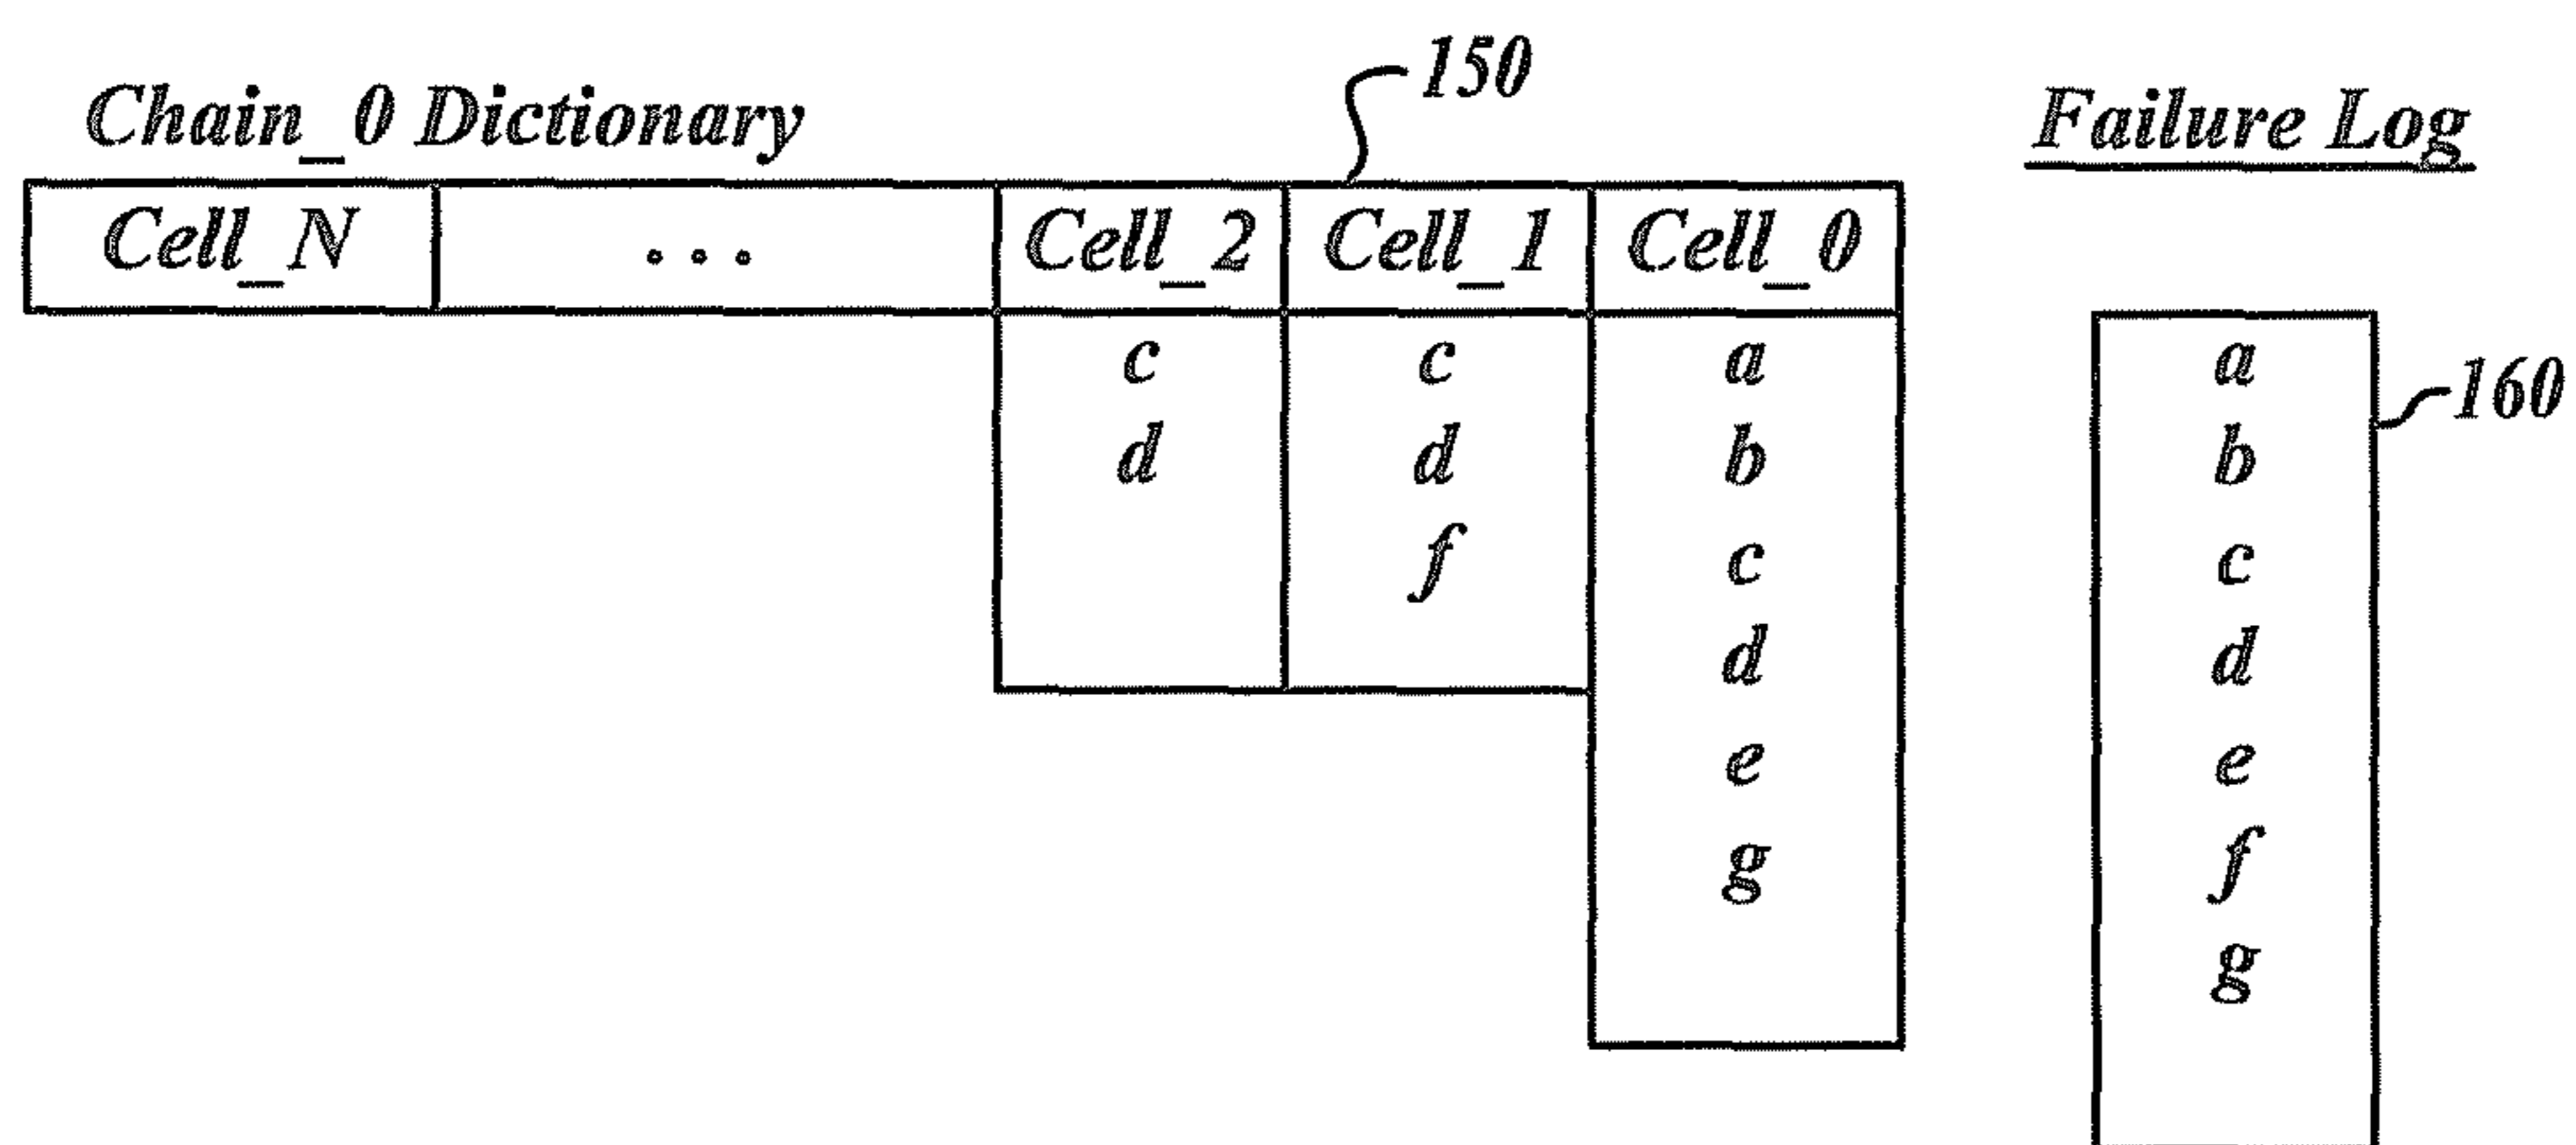 150
Chain_0 Dictionary
Failure Log
Cell_N ... Cell_2 Cell_1 Cell_0
c c a a
160
d d b b
f c c
d d
e e
g f
g